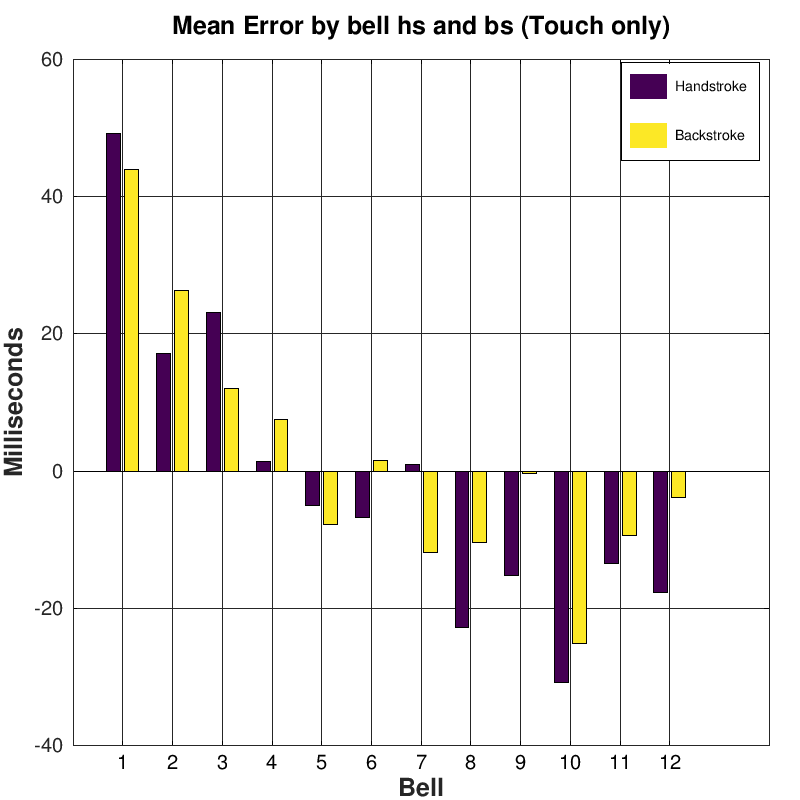 Mean Error by bell hs and bs (Touch only)
Handstroke
Backstroke
60
40
20
0
-20
-40
Milliseconds
1 2 3 4 5 6 7 8 9 10 11 12
Bell